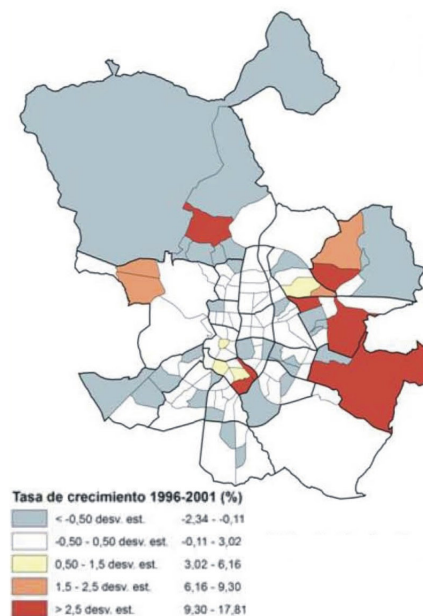 Tasa de crecimiento 1996-2001 (%)
< -0,50 desv. est. -2,34 - -0,11
-0,50 - 0,50 desv. est. -0,11 - 3,02
0,50 - 1,5 desv. est. 3,02 - 6,16
1,5 - 2,5 desv. est. 6,16 - 9,30
> 2,5 desv. est. 9,30 - 17,81